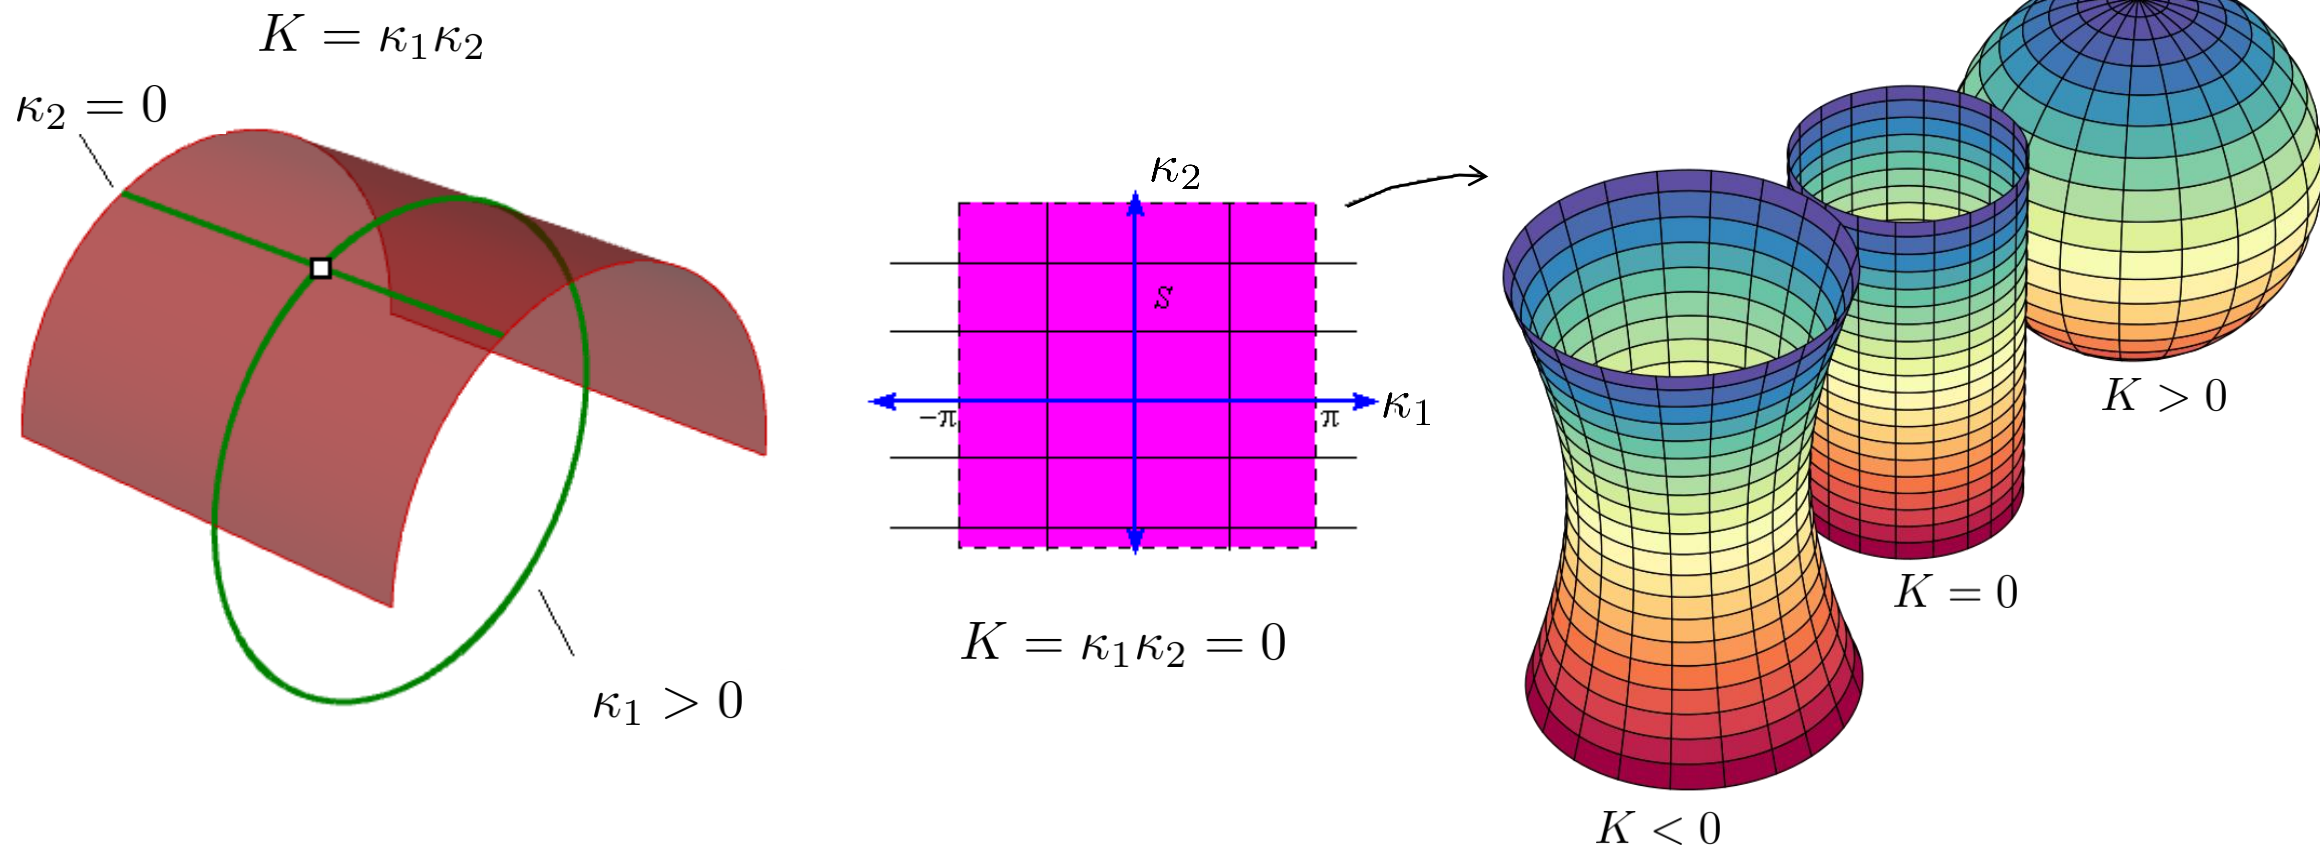 K = κ₁κ₂
κ₂ = 0
κ₁ > 0
κ₂
s
−π
π
κ₁
K = κ₁κ₂ = 0
K > 0
K = 0
K < 0